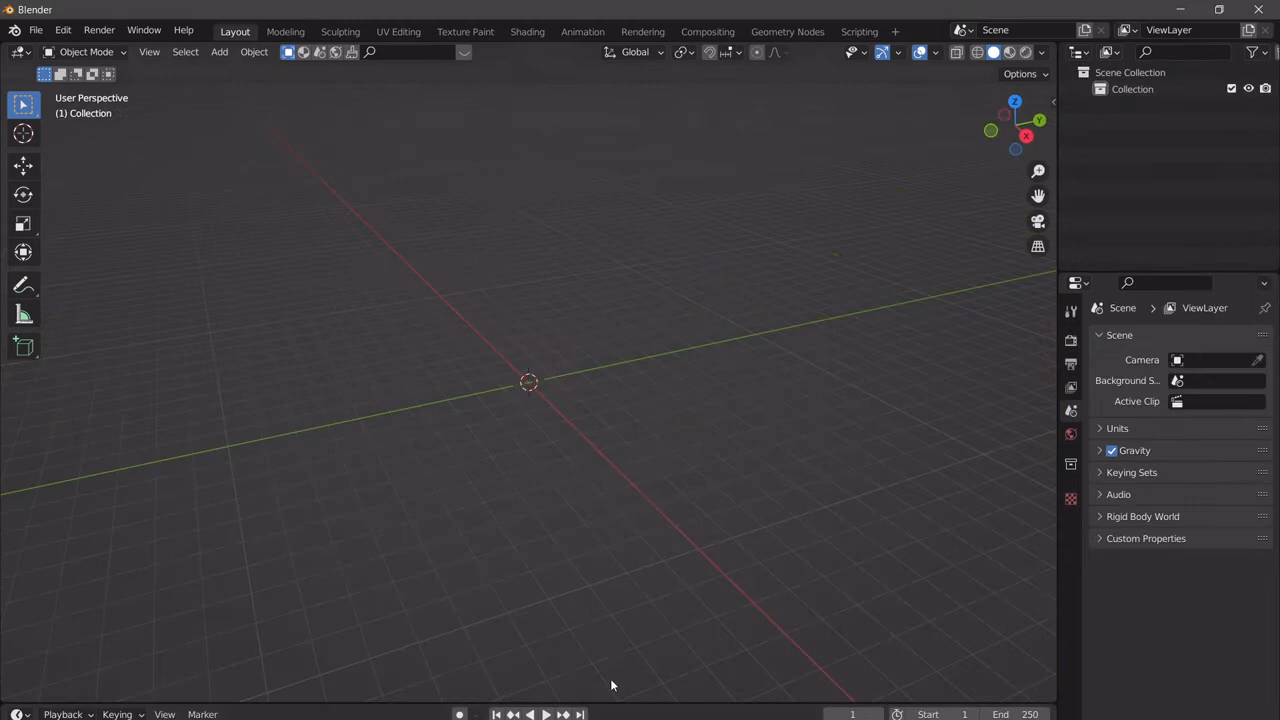 Blender
File Edit Render Window Help
Layout Modeling Sculpting UV Editing Texture Paint Shading Animation Rendering Compositing Geometry Nodes Scripting +
Scene
ViewLayer
Object Mode View Select Add Object
Global
Options
User Perspective
(1) Collection
Z
Y
X
Scene Collection
Collection
Scene > ViewLayer
Scene
Camera
Background S...
Active Clip
Units
Gravity
Keying Sets
Audio
Rigid Body World
Custom Properties
Playback Keying View Marker
1
Start 1
End 250